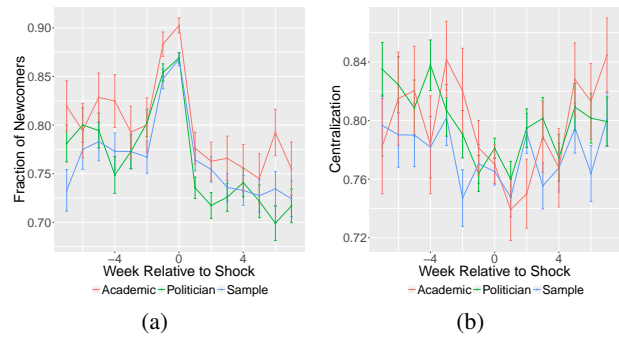 0.90
0.85
0.80
0.75
0.70
Fraction of Newcomers
−4 0 4
Week Relative to Shock
Academic Politician Sample
(a)
0.84
0.80
0.76
0.72
Centralization
−4 0 4
Week Relative to Shock
Academic Politician Sample
(b)